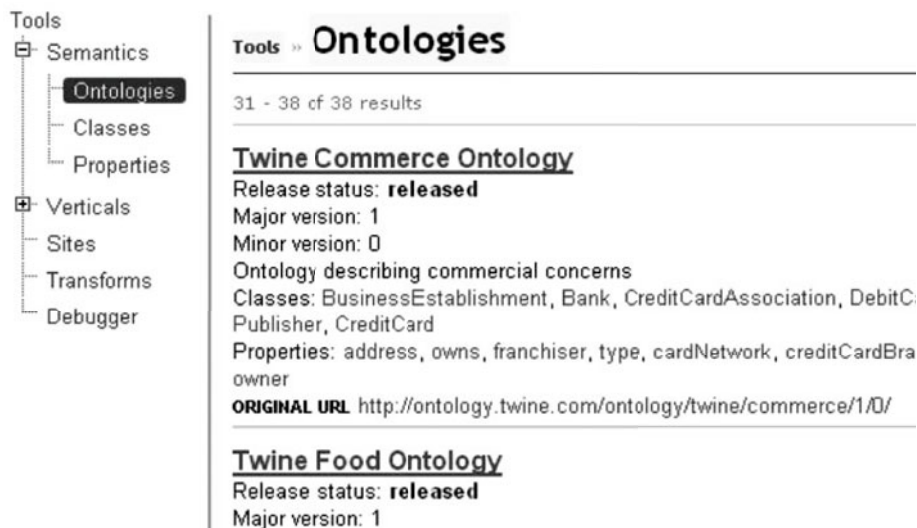 Tools
Semantics
Ontologies
Classes
Properties
Verticals
Sites
Transforms
Debugger
Tools » Ontologies
31 - 38 of 38 results
Twine Commerce Ontology
Release status: released
Major version: 1
Minor version: 0
Ontology describing commercial concerns
Classes: BusinessEstablishment, Bank, CreditCardAssociation, DebitCa
Publisher, CreditCard
Properties: address, owns, franchiser, type, cardNetwork, creditCardBra
owner
ORIGINAL URL http://ontology.twine.com/ontology/twine/commerce/1/0/
Twine Food Ontology
Release status: released
Major version: 1